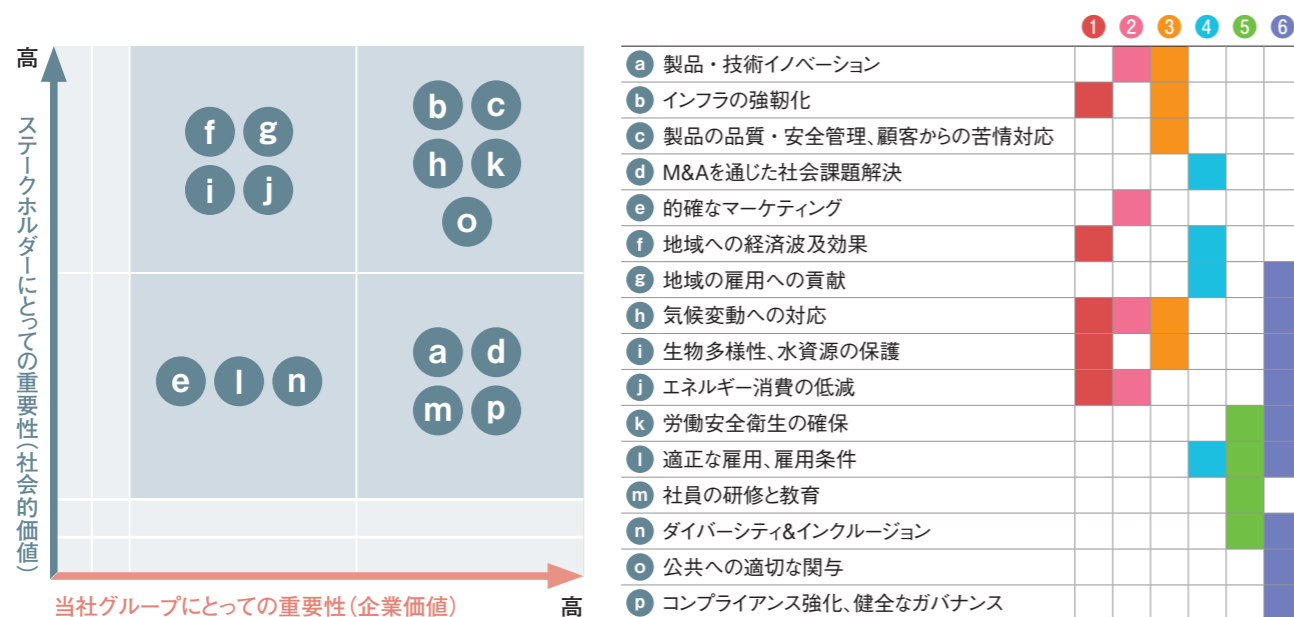 高
ステークホルダーにとっての重要性（社会的価値）
f g
i j
b c
h k
o
e l n
a d
m p
当社グループにとっての重要性（企業価値） 高
1 2 3 4 5 6
a 製品・技術イノベーション
b インフラの強靭化
c 製品の品質・安全管理、顧客からの苦情対応
d M&Aを通じた社会課題解決
e 的確なマーケティング
f 地域への経済波及効果
g 地域の雇用への貢献
h 気候変動への対応
i 生物多様性、水資源の保護
j エネルギー消費の低減
k 労働安全衛生の確保
l 適正な雇用、雇用条件
m 社員の研修と教育
n ダイバーシティ&インクルージョン
o 公共への適切な関与
p コンプライアンス強化、健全なガバナンス